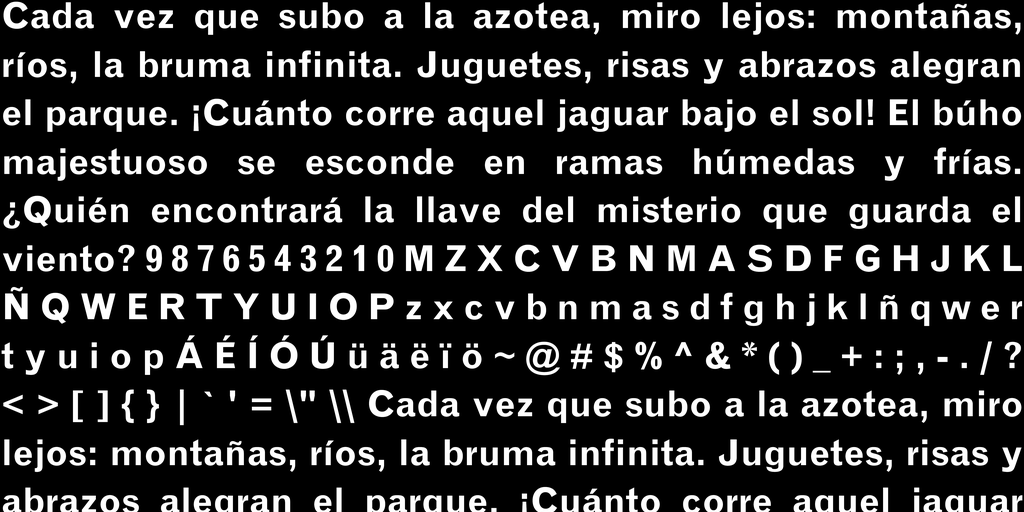 Cada vez que subo a la azotea, miro lejos: montañas,
ríos, la bruma infinita. Juguetes, risas y abrazos alegran
el parque. ¡Cuánto corre aquel jaguar bajo el sol! El búho
majestuoso se esconde en ramas húmedas y frías.
¿Quién encontrará la llave del misterio que guarda el
viento? 9 8 7 6 5 4 3 2 1 0 M Z X C V B N M A S D F G H J K L
Ñ Q W E R T Y U I O P z x c v b n m a s d f g h j k l ñ q w e r
t y u i o p Á É Í Ó Ú ü ä ë ï ö ~ @ # $ % ^ & * ( ) _ + : ; , - . / ?
< > [ ] { } | ` ' = \" \\ Cada vez que subo a la azotea, miro
lejos: montañas, ríos, la bruma infinita. Juguetes, risas y
abrazos alegran el parque. ¡Cuánto corre aquel jaguar